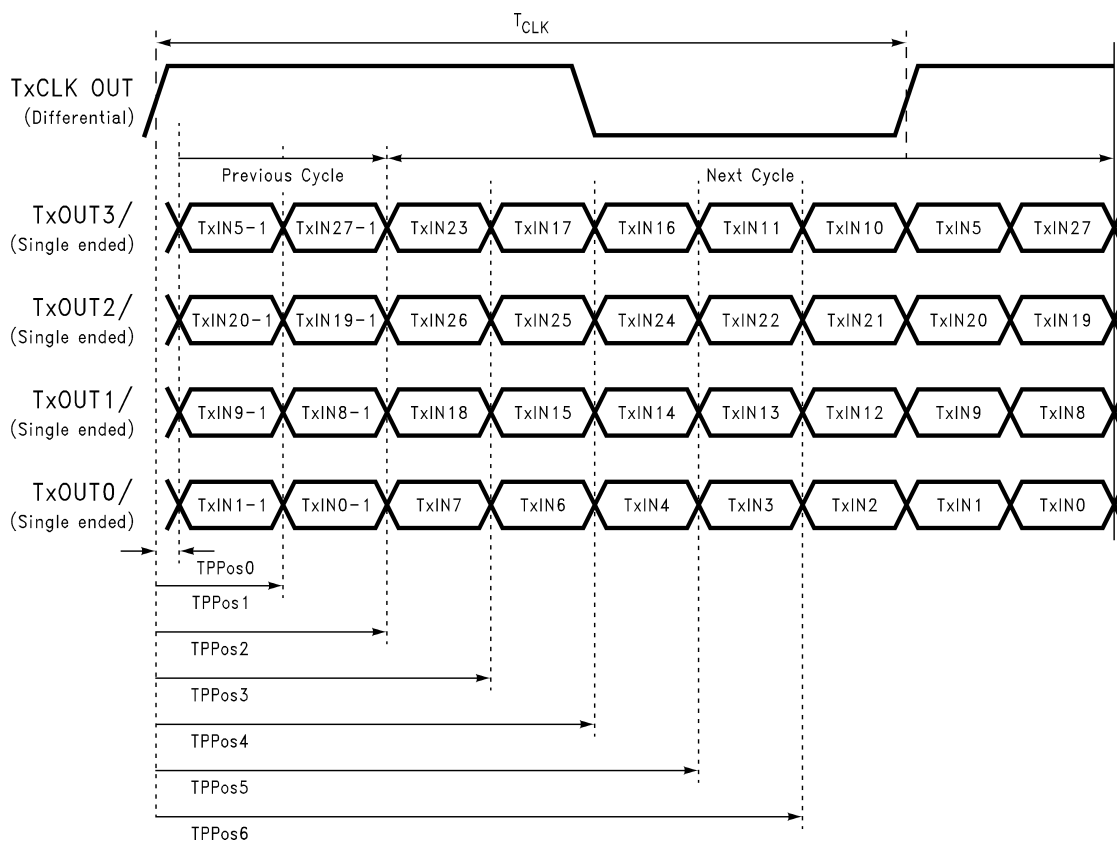 TCLK
TxCLK OUT
(Differential)
Previous Cycle
Next Cycle
TxOUT3/
(Single ended)
TxIN5-1 TxIN27-1 TxIN23 TxIN17 TxIN16 TxIN11 TxIN10 TxIN5 TxIN27
TxOUT2/
(Single ended)
TxIN20-1 TxIN19-1 TxIN26 TxIN25 TxIN24 TxIN22 TxIN21 TxIN20 TxIN19
TxOUT1/
(Single ended)
TxIN9-1 TxIN8-1 TxIN18 TxIN15 TxIN14 TxIN13 TxIN12 TxIN9 TxIN8
TxOUT0/
(Single ended)
TxIN1-1 TxIN0-1 TxIN7 TxIN6 TxIN4 TxIN3 TxIN2 TxIN1 TxIN0
TPPos0
TPPos1
TPPos2
TPPos3
TPPos4
TPPos5
TPPos6